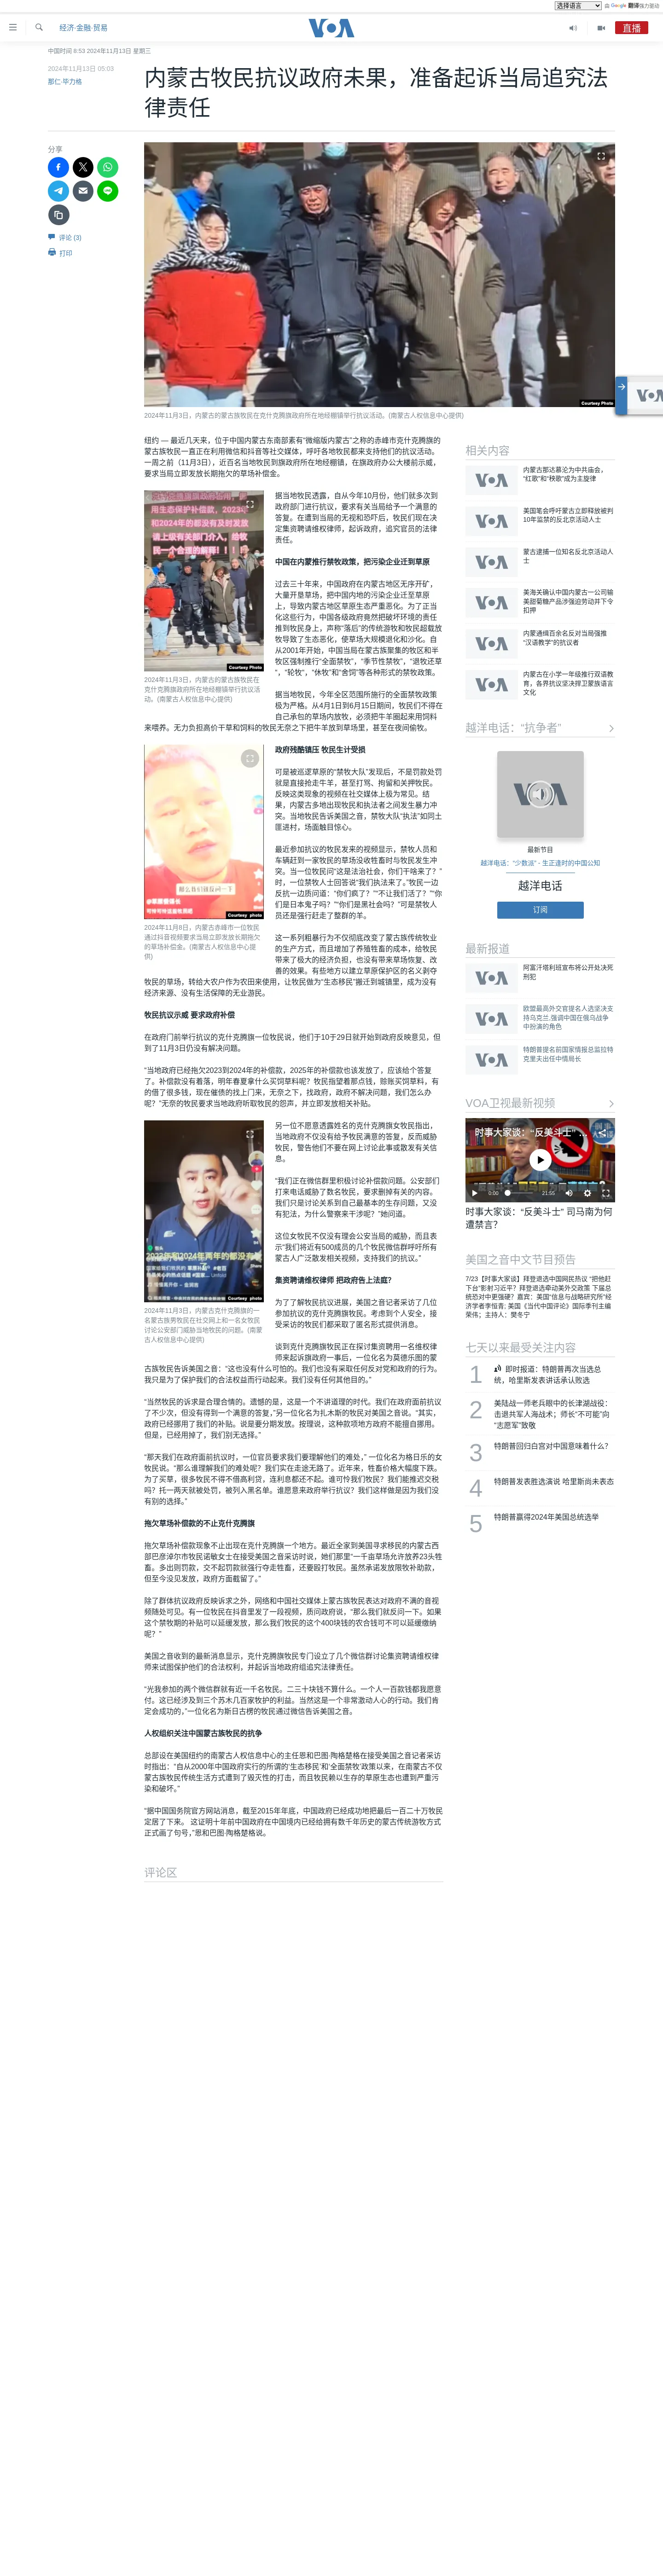 选择语言
由 Google 翻译强力驱动
经济·金融·贸易
VOA
直播
中国时间 8:53 2024年11月13日 星期三
2024年11月13日 05:03
那仁 毕力格
内蒙古牧民抗议政府未果，准备起诉当局追究法
律责任
分享
评论 (3)
打印
Courtesy Photo
2024年11月3日，内蒙古的蒙古族牧民在克什克腾旗政府所在地经棚镇举行抗议活动。(南蒙古人权信息中心提供)
纽约 — 最近几天来，位于中国内蒙古东南部素有“微缩版内蒙古”之称的赤峰市克什克腾旗的
蒙古族牧民一直正在利用微信和抖音等社交媒体，呼吁各地牧民都来支持他们的抗议活动。
一周之前（11月3日），近百名当地牧民到旗政府所在地经棚镇，在旗政府办公大楼前示威，
要求当局立即发放长期拖欠的草场补偿金。
Courtesy Photo
2024年11月3日，内蒙古的蒙古族牧民在
克什克腾旗政府所在地经棚镇举行抗议活
动。(南蒙古人权信息中心提供)
据当地牧民透露，自从今年10月份，他们就多次到
政府部门进行抗议，要求有关当局给予一个满意的
答复。在遭到当局的无视和恐吓后，牧民们现在决
定集资聘请维权律师，起诉政府，追究官员的法律
责任。
中国在内蒙推行禁牧政策，把污染企业迁到草原
过去三十年来，中国政府在内蒙古地区无序开矿，
大量开垦草场，把中国内地的污染企业迁至草原
上，导致内蒙古地区草原生态严重恶化。为了正当
化这些行为，中国各级政府竟然把破坏环境的责任
推到牧民身上，声称“落后”的传统游牧和牧民超载放
牧导致了生态恶化，使草场大规模退化和沙化。自
从2001年开始，中国当局在蒙古族聚集的牧区和半
牧区强制推行“全面禁牧”，“季节性禁牧”，“退牧还草
”，“轮牧”，“休牧”和“舍饲”等各种形式的禁牧政策。
据当地牧民说，今年全区范围所施行的全面禁牧政策
极为严格。从4月1日到6月15日期间，牧民们不得在
自己承包的草场内放牧，必须把牛羊圈起来用饲料
来喂养。无力负担高价干草和饲料的牧民无奈之下把牛羊放到草场里，甚至在夜间偷牧。
Courtesy photo
2024年11月8日，内蒙古赤峰市一位牧民
通过抖音视频要求当局立即发放长期拖欠
的草场补偿金。(南蒙古人权信息中心提
供)
政府残酷镇压 牧民生计受损
可是被巡逻草原的“禁牧大队”发现后，不是罚款处罚
就是直接抢走牛羊，甚至打骂、拘留和关押牧民。
反映这类现象的视频在社交媒体上极为常见。结
果，内蒙古多地出现牧民和执法者之间发生暴力冲
突。当地牧民告诉美国之音，禁牧大队“执法”如同土
匪进村，场面触目惊心。
最近参加抗议的牧民发来的视频显示，禁牧人员和
车辆赶到一家牧民的草场没收牲畜时与牧民发生冲
突。当一位牧民问“这是法治社会，你们干啥来了？”
时，一位禁牧人士回答说“我们执法来了。”牧民一边
反抗一边质问道：“你们疯了？”“不让我们活了？”“你
们是日本鬼子吗？”“你们是黑社会吗？”可是禁牧人
员还是强行赶走了整群的羊。
这一系列粗暴行为不仅彻底改变了蒙古族传统牧业
的生产方式，而且增加了养殖牲畜的成本，给牧民
带来了极大的经济负担，也没有带来草场恢复、改
善的效果。有些地方以建立草原保护区的名义剥夺
牧民的草场，转给大农户作为农田来使用，让牧民做为“生态移民”搬迁到城镇里，成为没有
经济来源、没有生活保障的无业游民。
牧民抗议示威 要求政府补偿
在政府门前举行抗议的克什克腾旗一位牧民说，他们于10于29日就开始到政府反映意见，但
到了11月3日仍没有解决问题。
“当地政府已经拖欠2023到2024年的补偿款，2025年的补偿款也该发放了，应该给个答复
了。补偿款没有着落，明年春夏拿什么买饲草料呢？牧民指望着那点钱，赊账买饲草料，有
的借了很多钱，现在催债的找上门来，无奈之下，找政府，政府不解决问题，我们怎么办
呢？”无奈的牧民要求当地政府听取牧民的怨声，并立即发放相关补贴。
Courtesy photo
2024年11月3日，内蒙古克什克腾旗的一
名蒙古族男牧民在社交网上和一名女牧民
讨论公安部门威胁当地牧民的问题。(南蒙
古人权信息中心提供)
另一位不愿意透露姓名的克什克腾旗女牧民指出，
当地政府不仅没有给予牧民满意的答复，反而威胁
牧民，警告他们不要在网上讨论此事或散发有关信
息。
“我们正在微信群里积极讨论补偿款问题。公安部们
打来电话威胁了数名牧民，要求删掉有关的内容。
我们只是讨论关系到自己最基本的生存问题，又没
有犯法，为什么警察来干涉呢？”她问道。
这位女牧民不仅没有理会公安当局的威胁，而且表
示“我们将近有500成员的几个牧民微信群呼吁所有
蒙古人广泛散发相关视频，支持我们的抗议。”
集资聘请维权律师 把政府告上法庭?
为了了解牧民抗议进展，美国之音记者采访了几位
参加抗议的克什克腾旗牧民。考虑到个人安全，接
受采访的牧民们都采取了匿名形式提供消息。
谈到克什克腾旗牧民正在探讨集资聘用一名维权律
师来起诉旗政府一事后，一位化名为莫德乐图的蒙
古族牧民告诉美国之音：“这也没有什么可怕的。我们也没有采取任何反对党和政府的行为。
我只是为了保护我们的合法权益而行动起来。我们没有任何其他目的。”
“当然牧民的诉求是合理合情的。遗憾的是，这是一个不讲道理的时代。我们在政府面前抗议
了不少次，但没有得到一个满意的答复，”另一位化名为扎木斯的牧民对美国之音说。“其实，
政府已经挪用了我们的补贴。说是要分期发放。按理说，这种款项地方政府不能擅自挪用。
但是，已经用掉了，我们别无选择。”
“那天我们在政府面前抗议时，一位官员要求我们要理解他们的难处，” 一位化名为格日乐的女
牧民说。“那么谁理解我们的难处呢？我们实在走途无路了。近年来，牲畜价格大幅度下跌。
为了买草，很多牧民不得不借高利贷，连利息都还不起。谁可怜我们牧民？我们能推迟交税
吗？托一两天就被处罚，被列入黑名单。谁愿意来政府举行抗议？我们这样做是因为我们没
有别的选择。”
拖欠草场补偿款的不止克什克腾旗
拖欠草场补偿款现象不止出现在克什克腾旗一个地方。最近全家到美国寻求移民的内蒙古西
部巴彦淖尔市牧民诺敏女士在接受美国之音采访时说，她们那里“一千亩草场允许放养23头牲
畜。多出则罚款，交不起罚款就强行夺走牲畜，还要殴打牧民。虽然承诺发放限牧补助款，
但至今没见发放，政府方面截留了。”
除了群体抗议政府反映诉求之外，网络和中国社交媒体上蒙古族牧民表达对政府不满的音视
频随处可见。有一位牧民在抖音里发了一段视频，质问政府说，“那么我们就反问一下。如果
这个禁牧期的补贴可以延缓发放，那么我们牧民的这个400块钱的农合钱可不可以延缓缴纳
呢？”
美国之音收到的最新消息显示，克什克腾旗牧民专门设立了几个微信群讨论集资聘请维权律
师来试图保护他们的合法权利，并起诉当地政府组追究法律责任。
“光我参加的两个微信群就有近一千名牧民。二三十块钱不算什么。一个人一百款钱都我愿意
付。这已经涉及到三个苏木几百家牧护的利益。当然这是一个非常激动人心的行动。我们肯
定会成功的，”一位化名为斯日古楞的牧民通过微信告诉美国之音。
人权组织关注中国蒙古族牧民的抗争
总部设在美国纽约的南蒙古人权信息中心的主任恩和巴图·陶格楚格在接受美国之音记者采访
时指出：“自从2000年中国政府实行的所谓的‘生态移民’和‘全面禁牧’政策以来，在南蒙古不仅
蒙古族牧民传统生活方式遭到了毁灭性的打击，而且牧民赖以生存的草原生态也遭到严重污
染和破坏。”
“据中国国务院官方网站消息，截至2015年年底，中国政府已经成功地把最后一百二十万牧民
定居了下来。 这证明十年前中国政府在中国境内已经给拥有数千年历史的蒙古传统游牧方式
正式画了句号，”恩和巴图·陶格楚格说。
评论区
相关内容
内蒙古那达慕沦为中共庙会，
“红歌”和“秧歌”成为主旋律
美国笔会呼吁蒙古立即释放被判
10年监禁的反北京活动人士
蒙古逮捕一位知名反北京活动人
士
美海关确认中国内蒙古一公司输
美甜菊糖产品涉强迫劳动并下令
扣押
内蒙通缉百余名反对当局强推
“汉语教学”的抗议者
内蒙古在小学一年级推行双语教
育，各界抗议坚决捍卫蒙族语言
文化
越洋电话：“抗争者”
最新节目
越洋电话：“少数派” - 生正逢时的中国公知
越洋电话
订阅
最新报道
阿富汗塔利班宣布将公开处决死
刑犯
欧盟最高外交官提名人选坚决支
持乌克兰,强调中国在俄乌战争
中扮演的角色
特朗普提名前国家情报总监拉特
克里夫出任中情局长
VOA卫视最新视频
时事大家谈：“反美斗士”...
0:00
21:55
时事大家谈：“反美斗士” 司马南为何
遭禁言?
美国之音中文节目预告
7/23【时事大家谈】拜登退选中国网民热议 “把他赶
下台”影射习近平？ 拜登退选牵动美外交政策 下届总
统恐对中更强硬？嘉宾：美国“信息与战略研究所”经
济学者李恒青; 美国《当代中国评论》国际季刊主编
荣伟；主持人：樊冬宁
七天以来最受关注内容
1
即时报道：特朗普再次当选总
统，哈里斯发表讲话承认败选
2
美陆战一师老兵眼中的长津湖战役：
击退共军人海战术；师长“不可能”向
“志愿军”致敬
3
特朗普回归白宫对中国意味着什么？
4
特朗普发表胜选演说 哈里斯尚未表态
5
特朗普赢得2024年美国总统选举